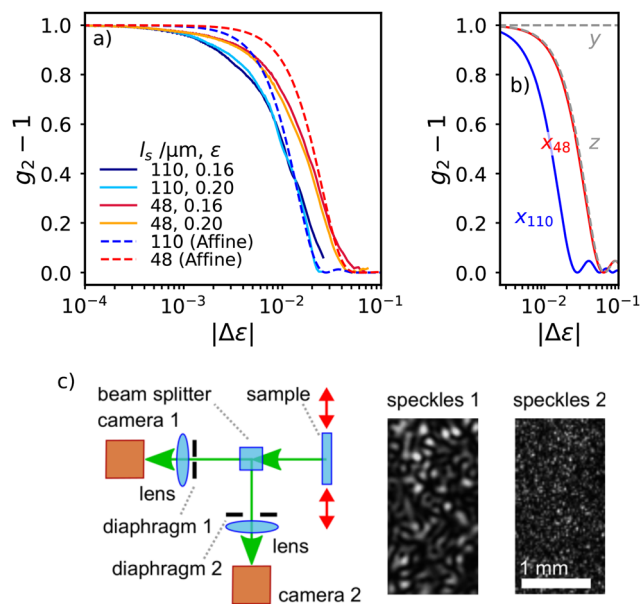 a)
1.0
0.8
0.6
0.4
0.2
0.0
g₂ − 1
l_s /μm, ε
110, 0.16
110, 0.20
48, 0.16
48, 0.20
110 (Affine)
48 (Affine)
10⁻⁴
10⁻³
10⁻²
10⁻¹
|Δε|
b)
1.0
0.8
0.6
0.4
0.2
0.0
g₂ − 1
y
x₄₈
z
x₁₁₀
10⁻²
10⁻¹
|Δε|
c)
beam splitter
sample
camera 1
lens
diaphragm 1
diaphragm 2
lens
camera 2
speckles 1
speckles 2
1 mm